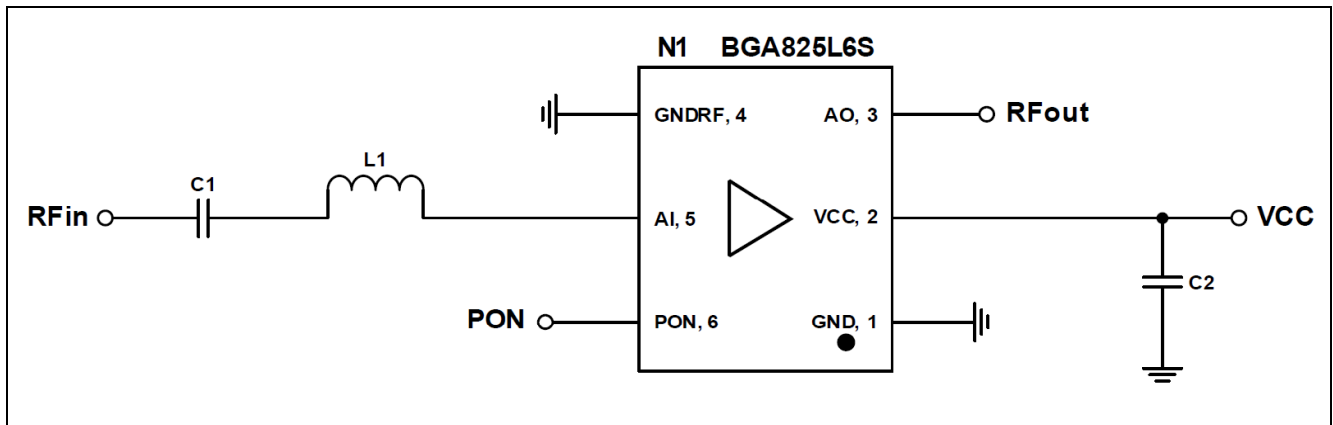 N1 BGA825L6S
GNDRF, 4
AO, 3
RFout
L1
C1
RFin
AI, 5
VCC, 2
VCC
C2
PON
PON, 6
GND, 1